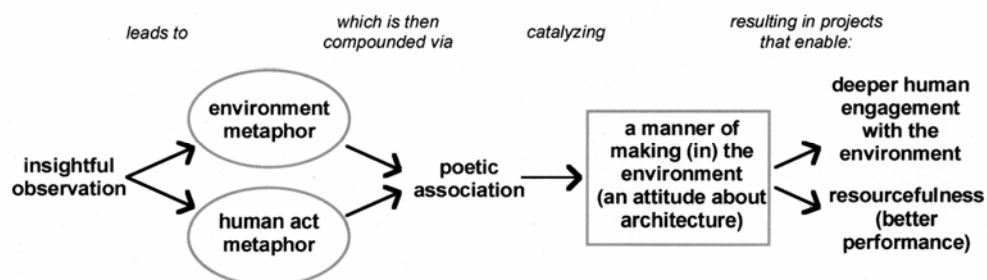 leads to
which is then
compounded via
catalyzing
resulting in projects
that enable:
insightful
observation
environment
metaphor
human act
metaphor
poetic
association
a manner of
making (in) the
environment
(an attitude about
architecture)
deeper human
engagement
with the
environment
resourcefulness
(better
performance)